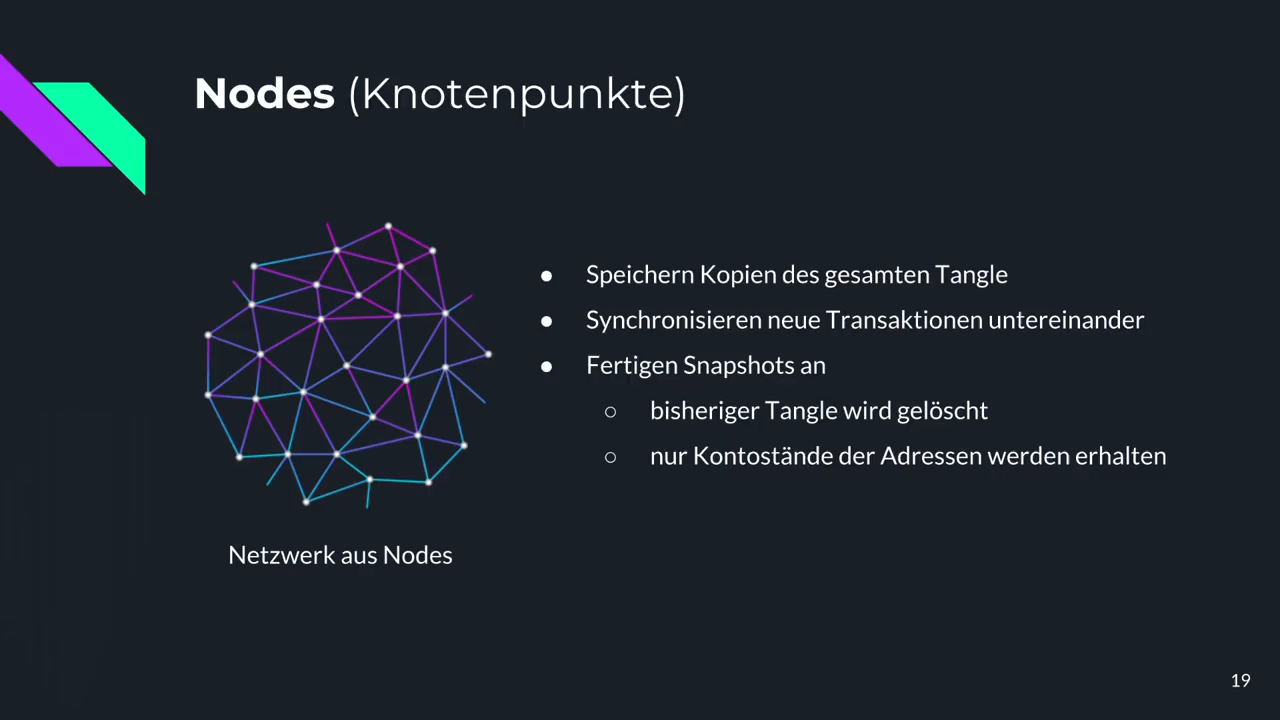 Nodes (Knotenpunkte)
● Speichern Kopien des gesamten Tangle
● Synchronisieren neue Transaktionen untereinander
● Fertigen Snapshots an
○ bisheriger Tangle wird gelöscht
○ nur Kontostände der Adressen werden erhalten
Netzwerk aus Nodes
19